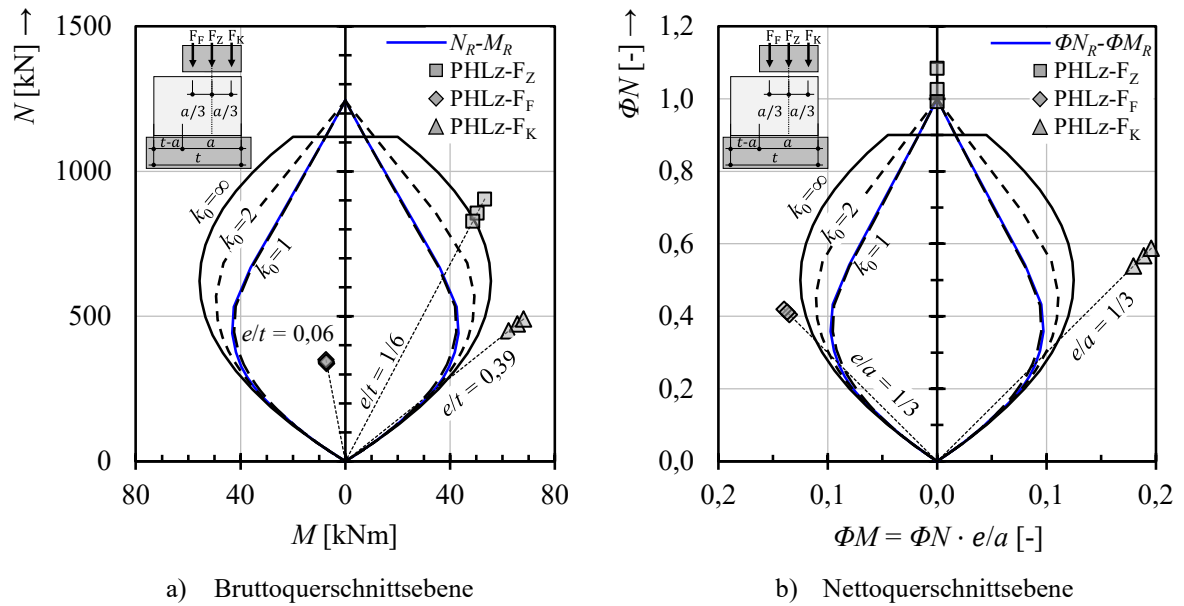 1500
1000
500
0
N [kN] →
F_F F_Z F_K
a/3 a/3
t-a a
t
N_R-M_R
PHLz-F_Z
PHLz-F_F
PHLz-F_K
k_0=∞
k_0=2
k_0=1
e/t = 0,06
e/t = 1/6
e/t = 0,39
80 40 0 40 80
M [kNm]
a) Bruttoquerschnittsebene
1,2
1,0
0,8
0,6
0,4
0,2
0,0
ΦN [-] →
F_F F_Z F_K
a/3 a/3
t-a a
t
ΦN_R-ΦM_R
PHLz-F_Z
PHLz-F_F
PHLz-F_K
k_0=∞
k_0=2
k_0=1
e/a = 1/3
e/a = 1/3
0,2 0,1 0,0 0,1 0,2
ΦM = ΦN · e/a [-]
b) Nettoquerschnittsebene